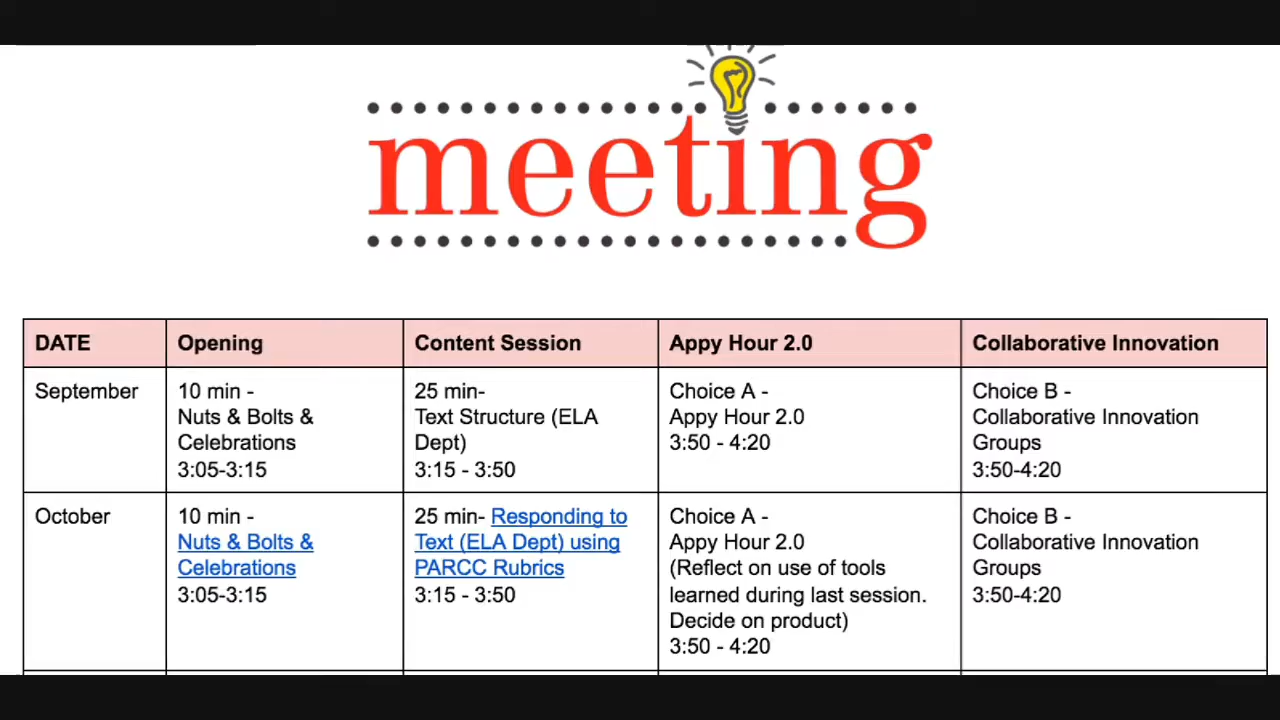 meeting
DATE
Opening
Content Session
Appy Hour 2.0
Collaborative Innovation
September
10 min -
Nuts & Bolts &
Celebrations
3:05-3:15
25 min-
Text Structure (ELA
Dept)
3:15 - 3:50
Choice A -
Appy Hour 2.0
3:50 - 4:20
Choice B -
Collaborative Innovation
Groups
3:50-4:20
October
10 min -
Nuts & Bolts &
Celebrations
3:05-3:15
25 min- Responding to
Text (ELA Dept) using
PARCC Rubrics
3:15 - 3:50
Choice A -
Appy Hour 2.0
(Reflect on use of tools
learned during last session.
Decide on product)
3:50 - 4:20
Choice B -
Collaborative Innovation
Groups
3:50-4:20